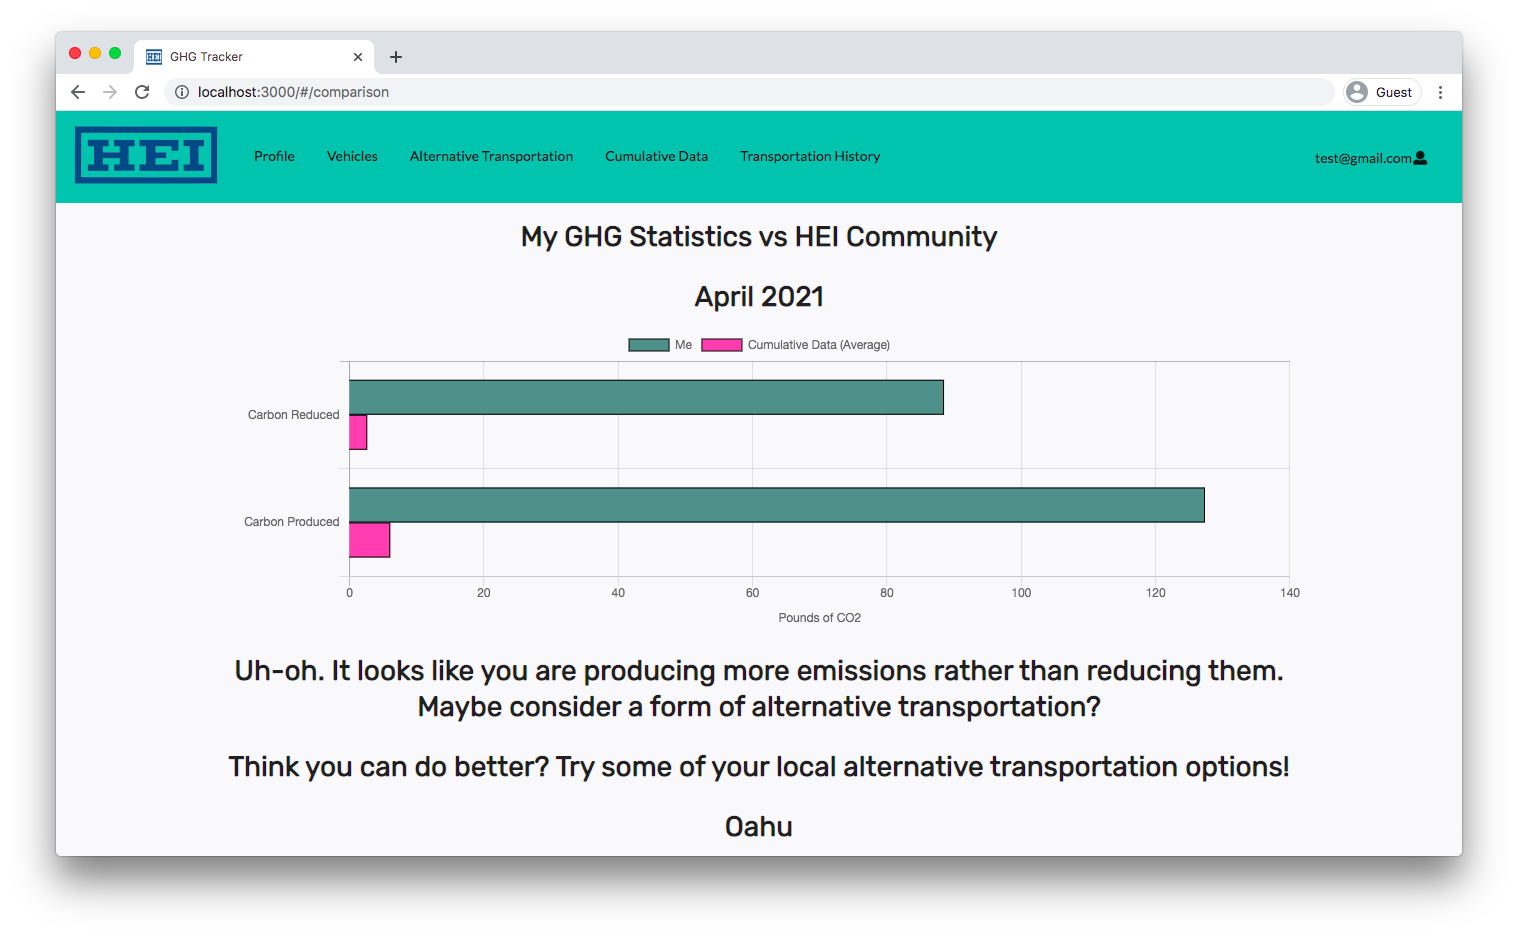 GHG Tracker
localhost:3000/#/comparison
Guest
HEI
Profile
Vehicles
Alternative Transportation
Cumulative Data
Transportation History
test@gmail.com
My GHG Statistics vs HEI Community
April 2021
Me
Cumulative Data (Average)
Carbon Reduced
Carbon Produced
0 20 40 60 80 100 120 140
Pounds of CO2
Uh-oh. It looks like you are producing more emissions rather than reducing them.
Maybe consider a form of alternative transportation?
Think you can do better? Try some of your local alternative transportation options!
Oahu